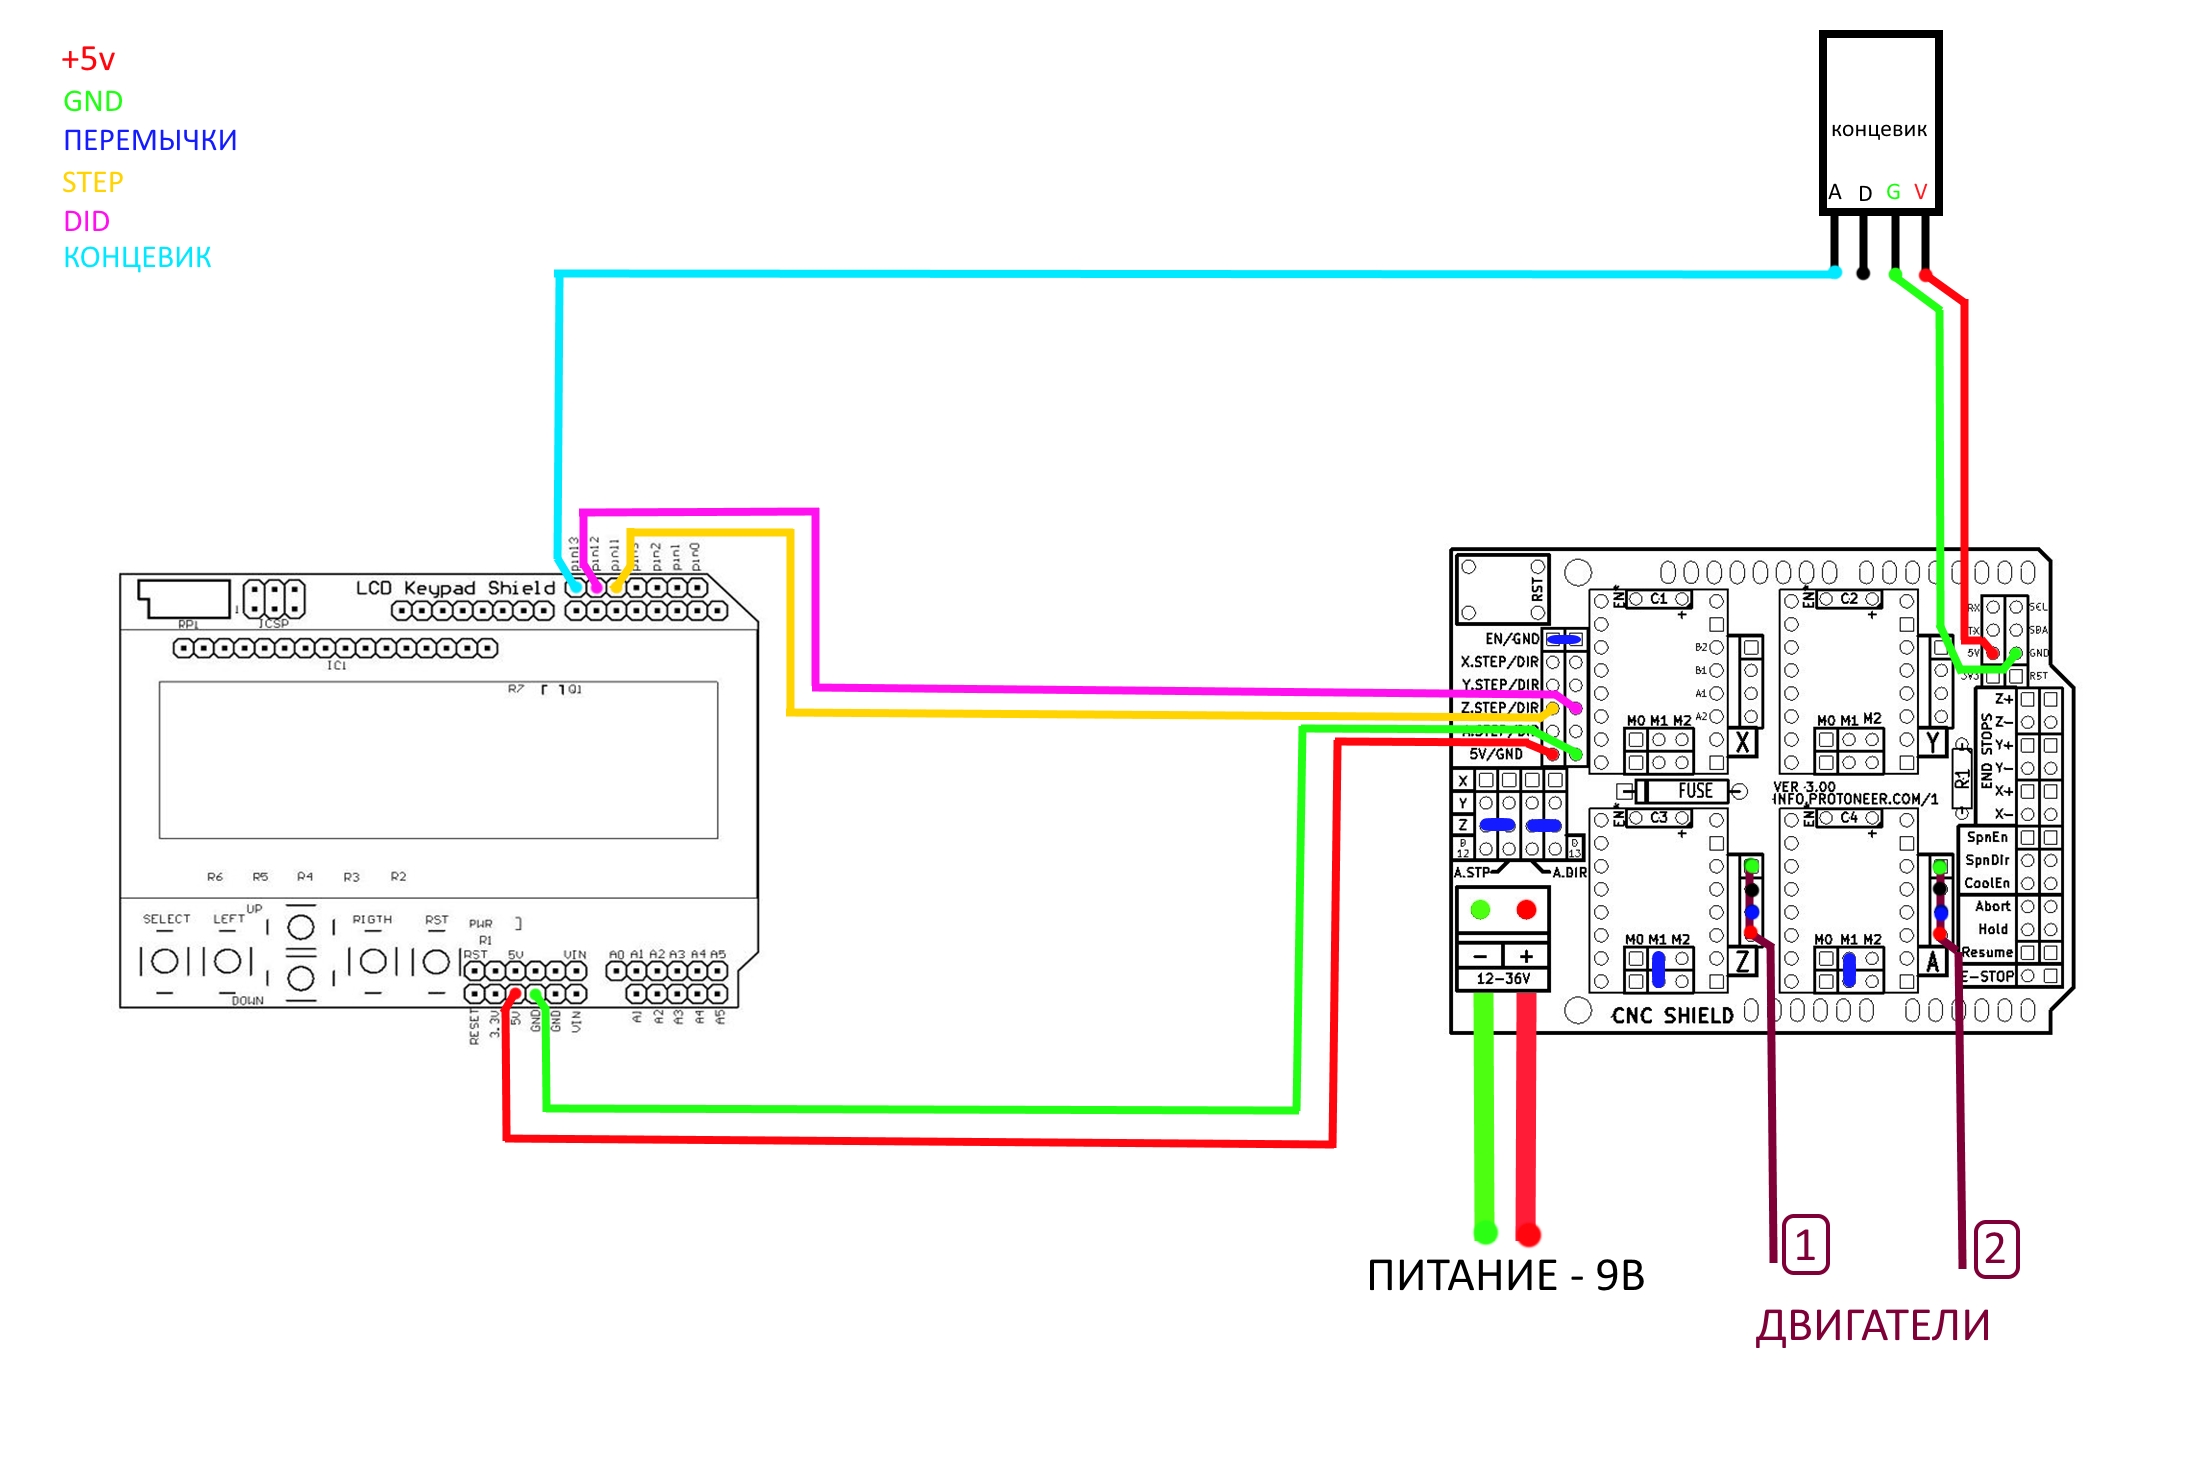 +5v
GND
ПЕРЕМЫЧКИ
STEP
DID
КОНЦЕВИК
концевик
A D G V
pin13 pin12 pin11 pin2 pin1 pin0
LCD Keypad Shield
RP1
1
ICSP
IC1
R7 Q1
R6 R5 R4 R3 R2
SELECT LEFT UP RIGTH RST PWR
R1
DOWN
RST 5V VIN A0 A1 A2 A3 A4 A5
RESET 3.3V 5V GND GND VIN A1 A2 A3 A4 A5
RST
EN/GND
X.STEP/DIR
Y.STEP/DIR
Z.STEP/DIR
A.STEP/DIR
5V/GND
X
Y
Z
D 12
D 13
A.STP A.DIR
- +
12-36V
EN* C1 +
B2
B1
A1
A2
M0 M1 M2
X
EN* C2 +
M0 M1 M2
Y
RX SCL
TX SDA
5V GND
3V3 RST
FUSE
VER 3.00
INFO.PROTONEER.COM/1
R1
END STOPS
Z+
Z-
Y+
Y-
X+
X-
SpnEn
SpnDir
CoolEn
Abort
Hold
Resume
E-STOP
EN* C3 +
M0 M1 M2
Z
EN* C4 +
M0 M1 M2
A
CNC SHIELD
ПИТАНИЕ - 9В
1
2
ДВИГАТЕЛИ